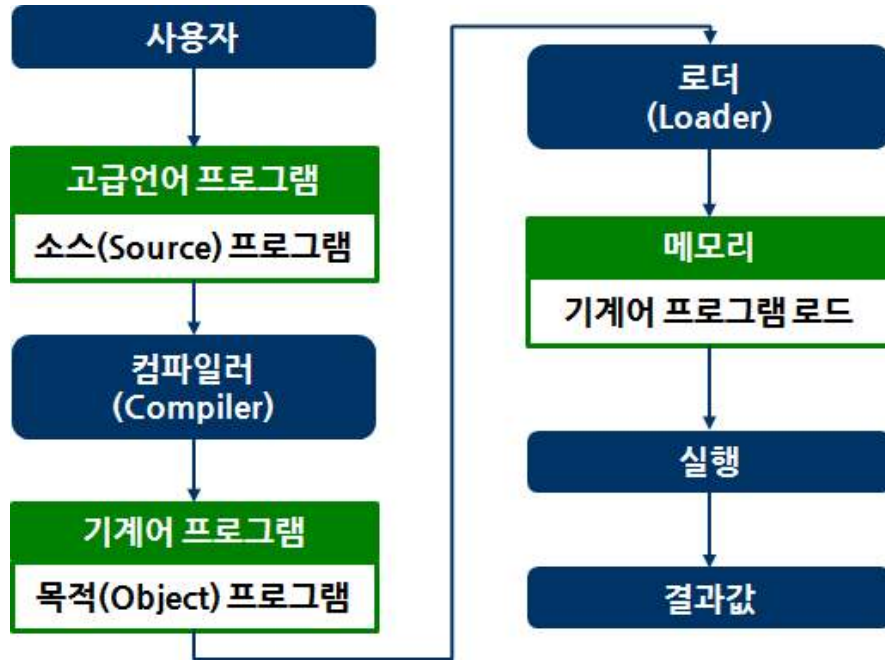 사용자
고급언어 프로그램
소스(Source) 프로그램
컴파일러
(Compiler)
기계어 프로그램
목적(Object) 프로그램
로더
(Loader)
메모리
기계어 프로그램 로드
실행
결과값